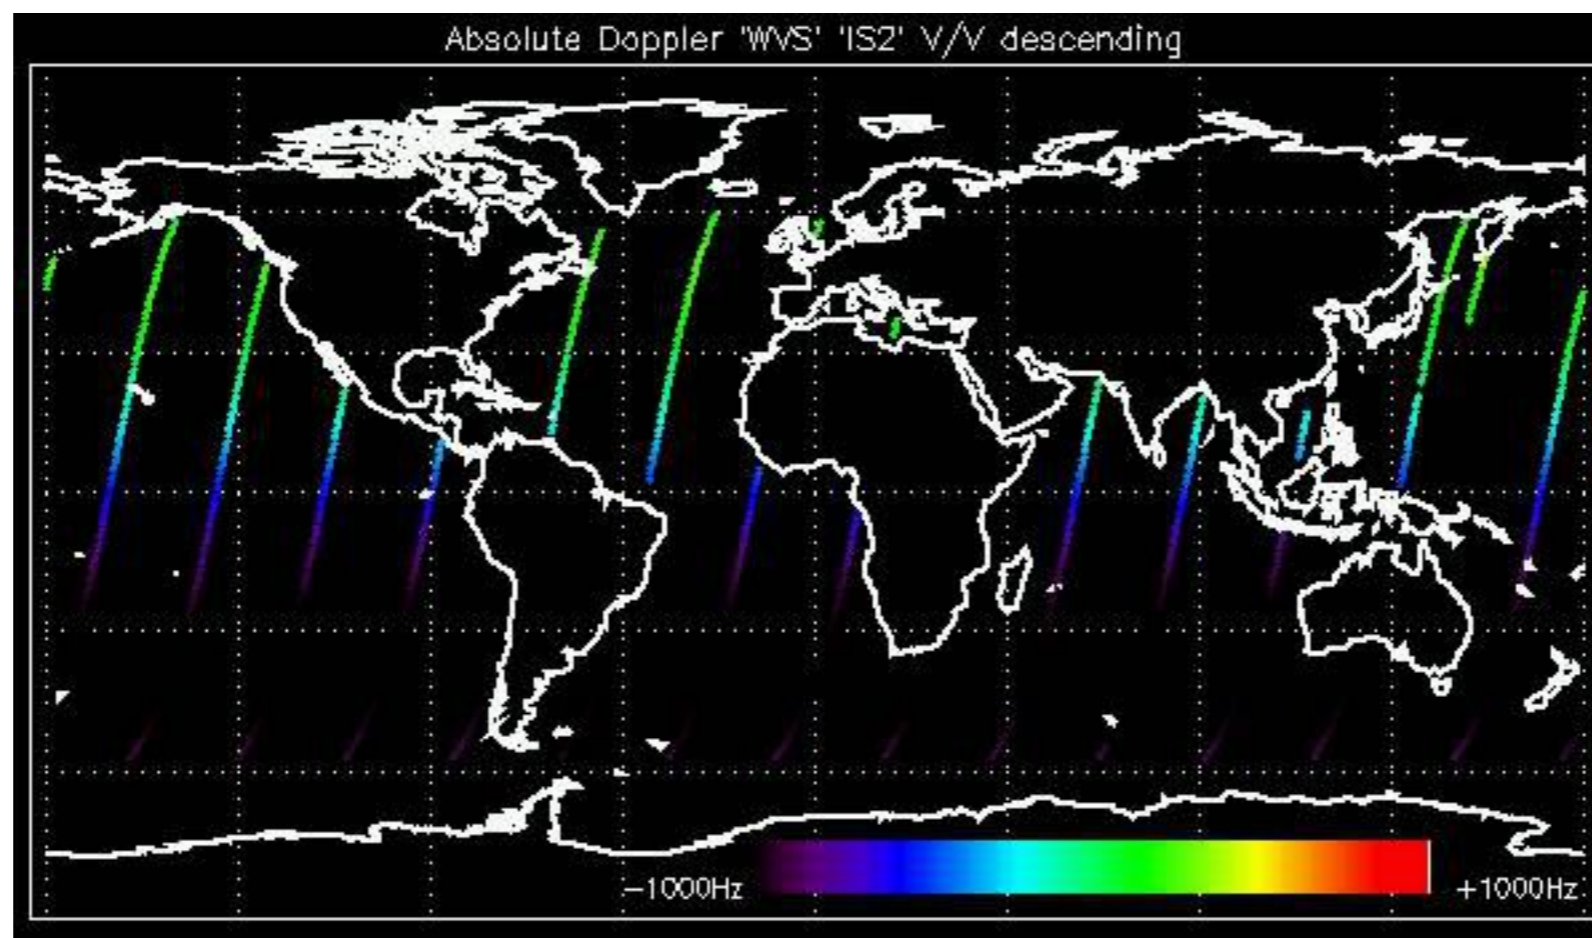 Absolute Doppler 'WVS' 'IS2' V/V descending
−1000Hz +1000Hz